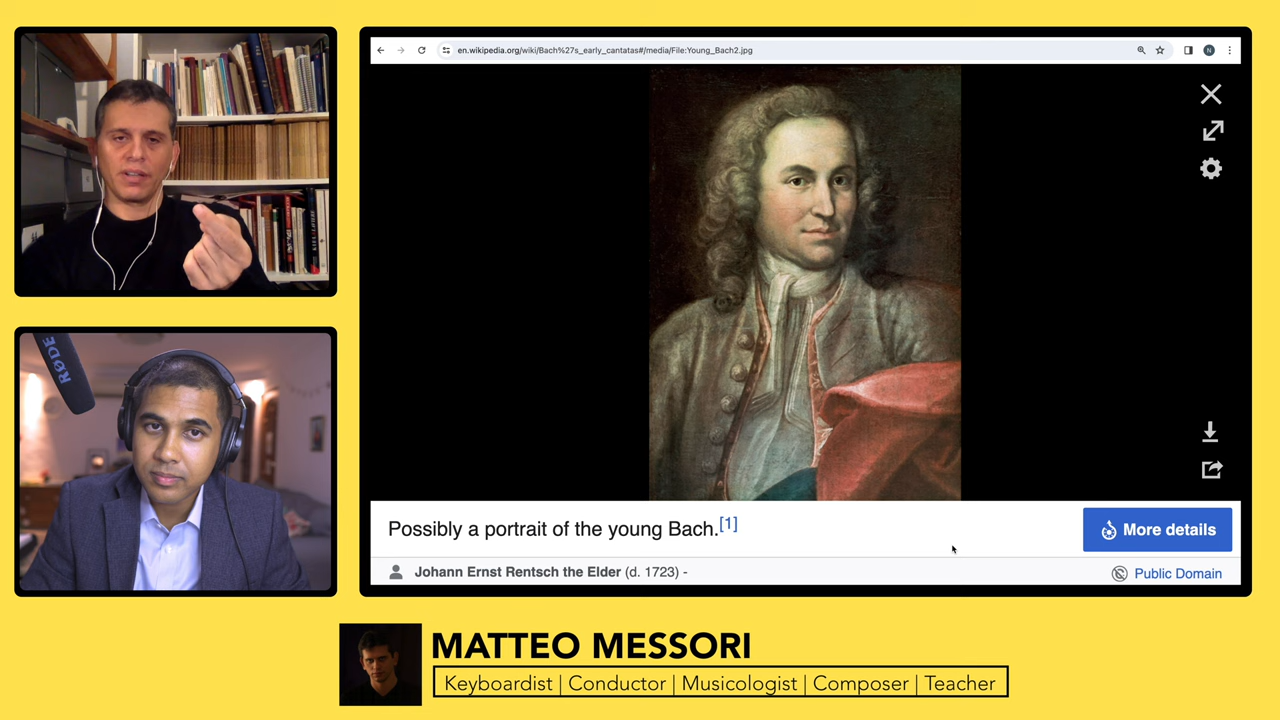 en.wikipedia.org/wiki/Bach%27s_early_cantatas#/media/File:Young_Bach2.jpg
N
RØDE
Possibly a portrait of the young Bach.[1]
More details
Johann Ernst Rentsch the Elder (d. 1723) -
Public Domain
MATTEO MESSORI
Keyboardist | Conductor | Musicologist | Composer | Teacher